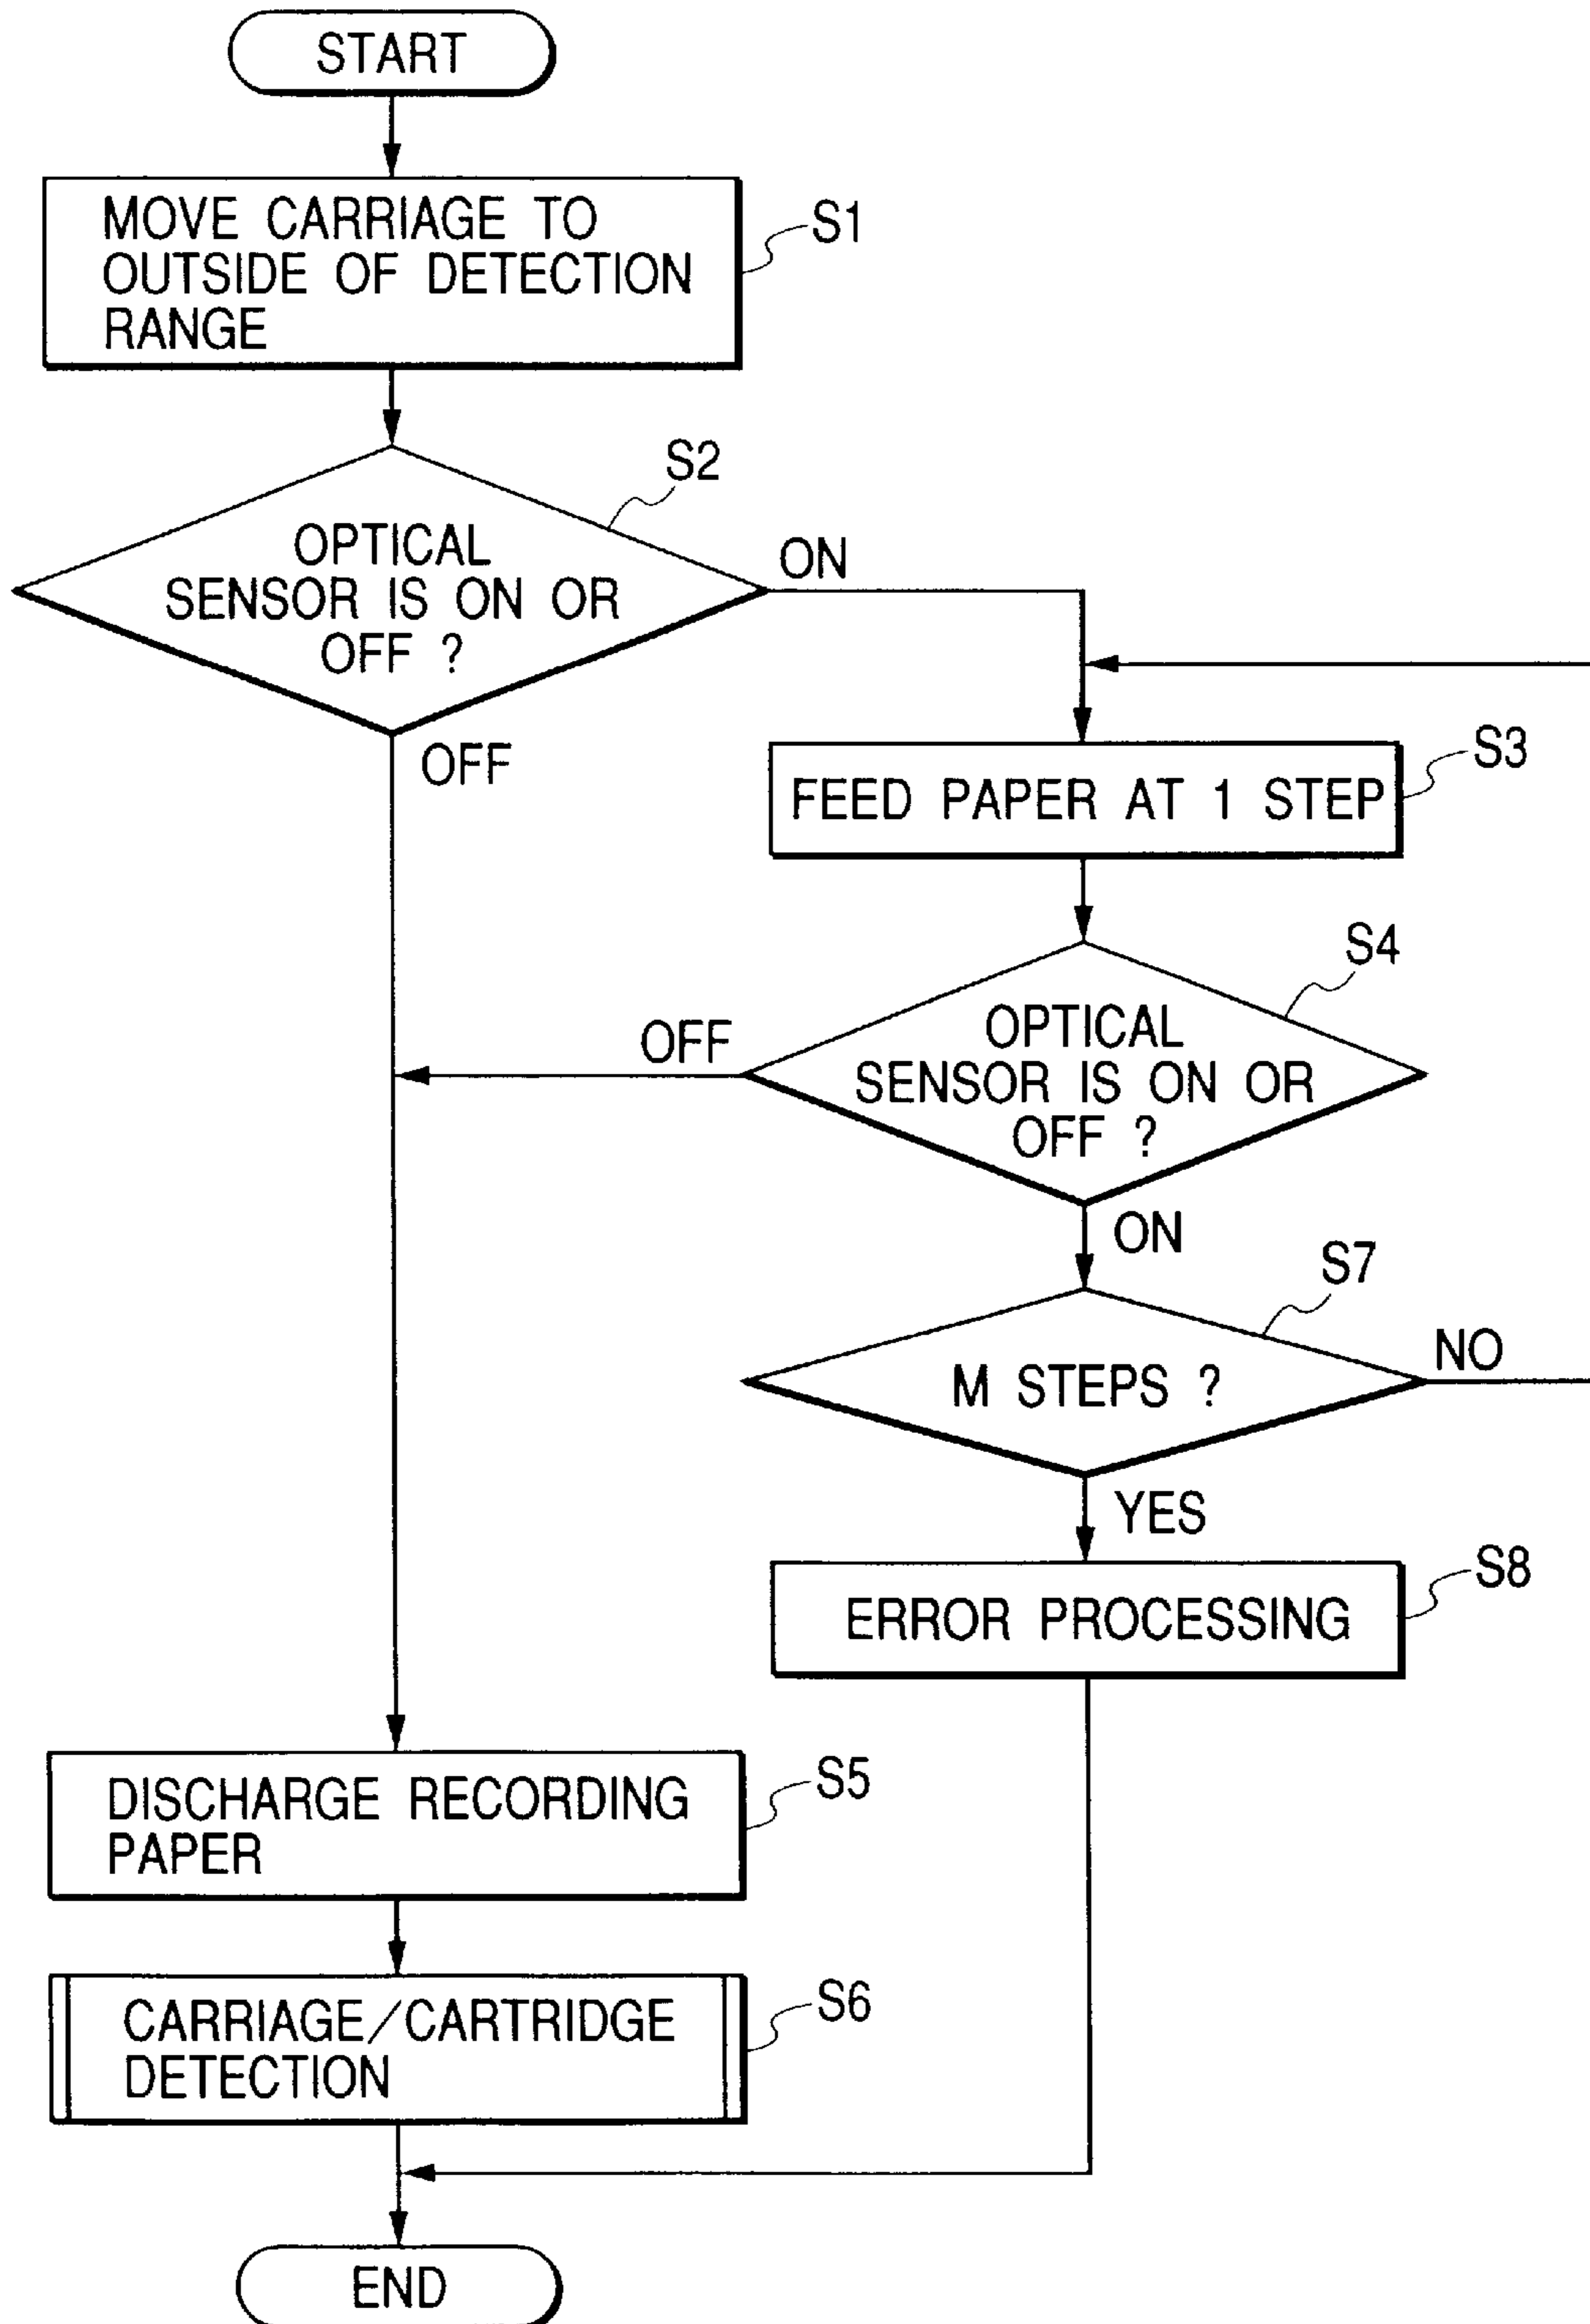 START
MOVE CARRIAGE TO
OUTSIDE OF DETECTION
RANGE
S1
S2
OPTICAL
SENSOR IS ON OR
OFF ?
ON
OFF
S3
FEED PAPER AT 1 STEP
S4
OPTICAL
SENSOR IS ON OR
OFF ?
OFF
ON
S7
M STEPS ?
NO
YES
S8
ERROR PROCESSING
S5
DISCHARGE RECORDING
PAPER
S6
CARRIAGE/CARTRIDGE
DETECTION
END